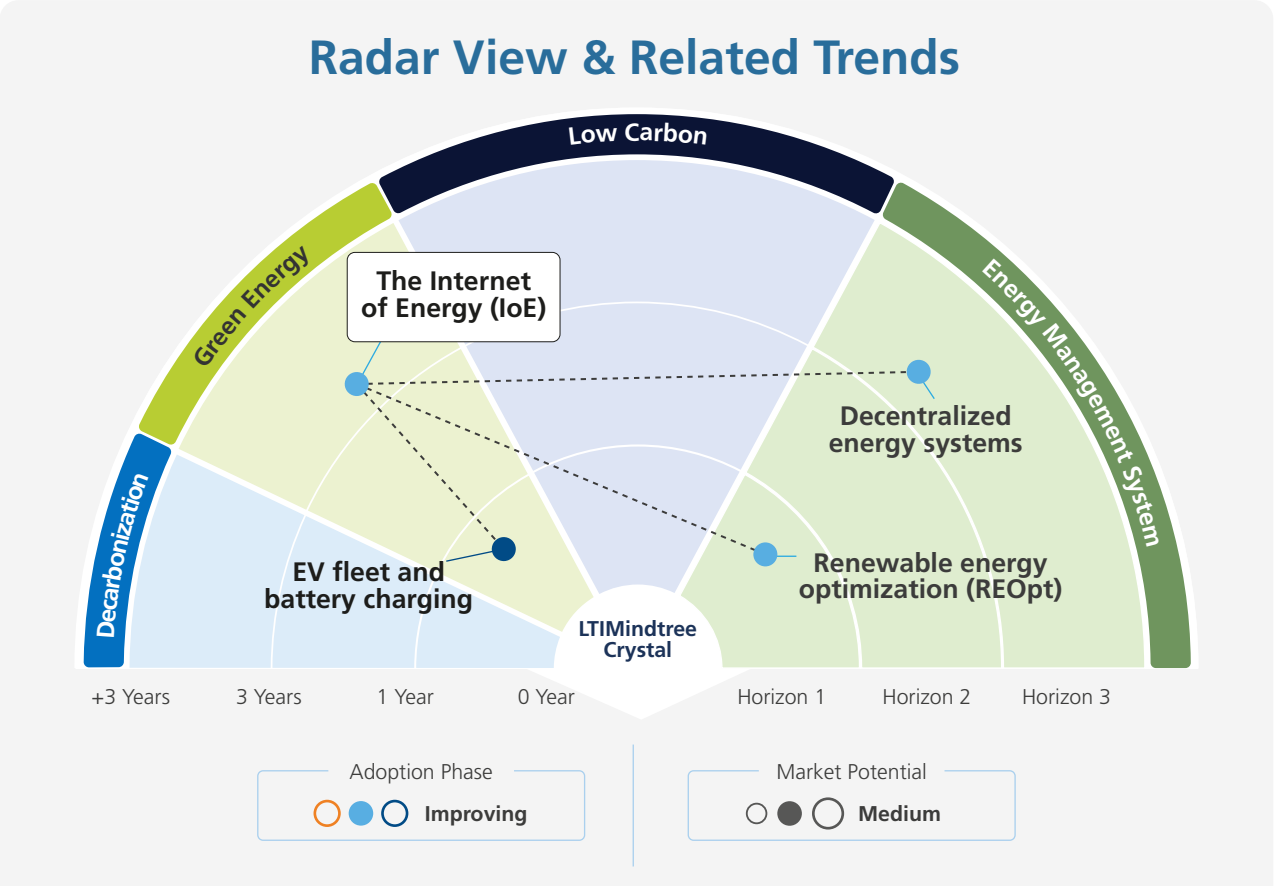 Radar View & Related Trends
Low Carbon
Green Energy
Energy Management System
Decarbonization
The Internet
of Energy (IoE)
Decentralized
energy systems
EV fleet and
battery charging
Renewable energy
optimization (REOpt)
LTIMindtree
Crystal
+3 Years
3 Years
1 Year
0 Year
Horizon 1
Horizon 2
Horizon 3
Adoption Phase
Improving
Market Potential
Medium